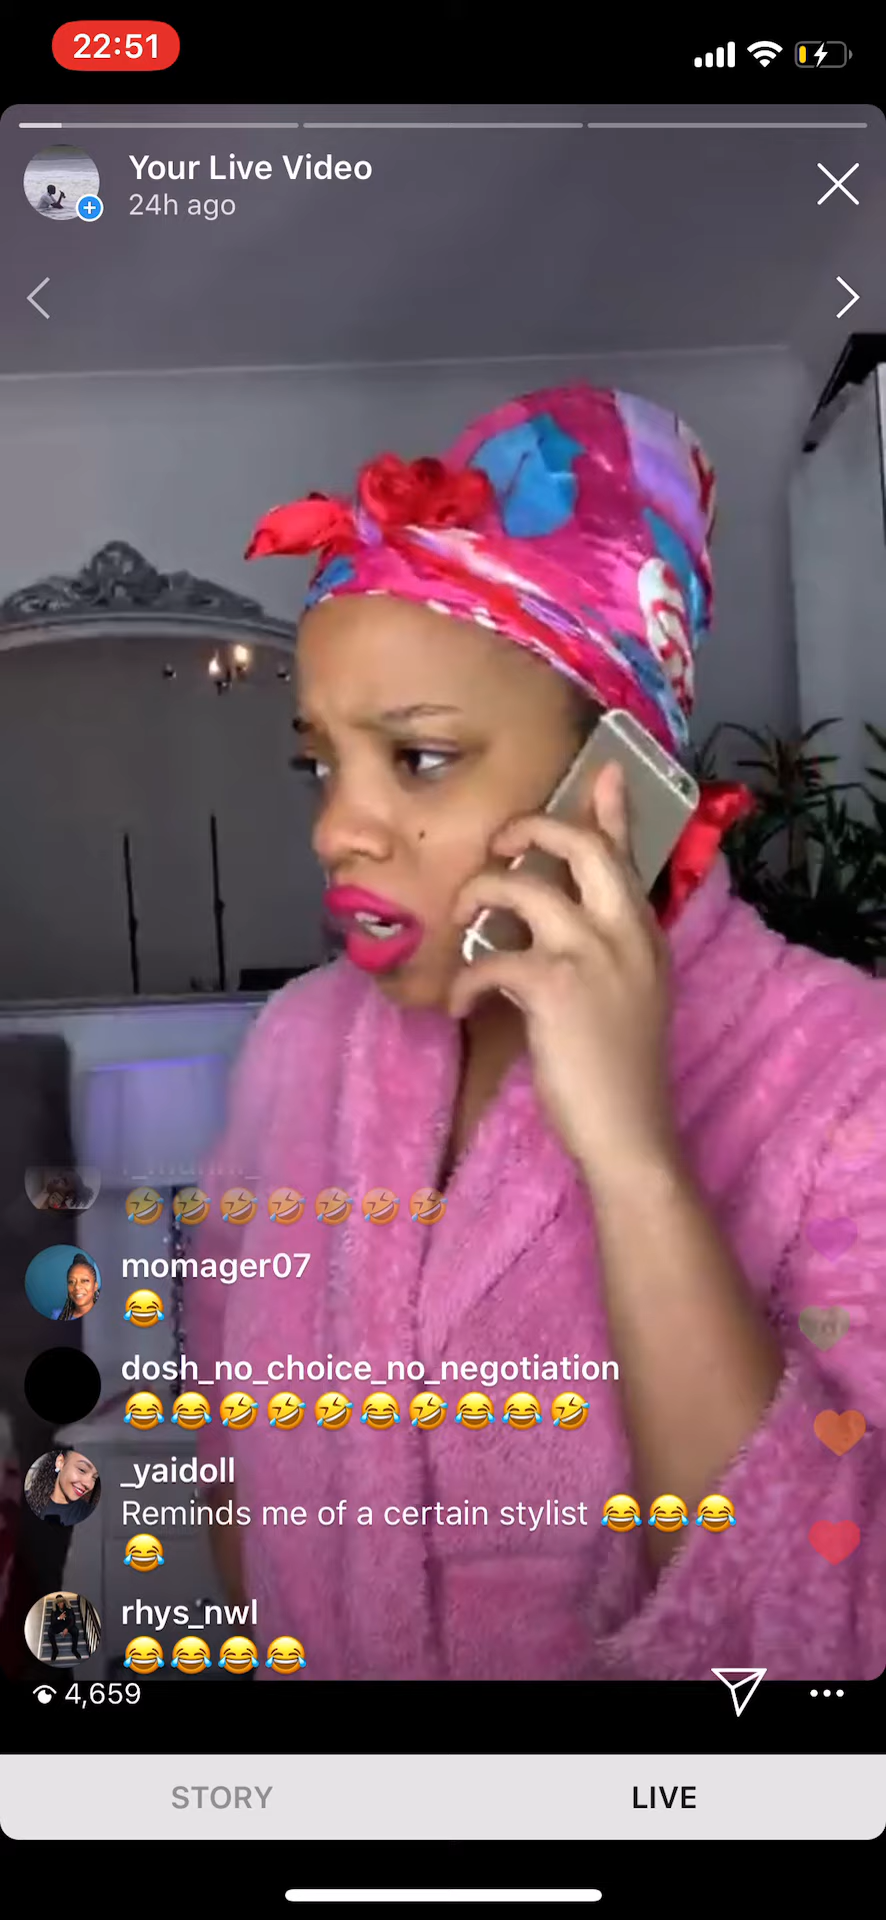 22:51
Your Live Video
24h ago
momager07
😂
dosh_no_choice_no_negotiation
😂😂🤣🤣🤣😂🤣😂😂🤣
_yaidoll
Reminds me of a certain stylist 😂😂😂
😂
rhys_nwl
😂😂😂😂
4,659
STORY
LIVE